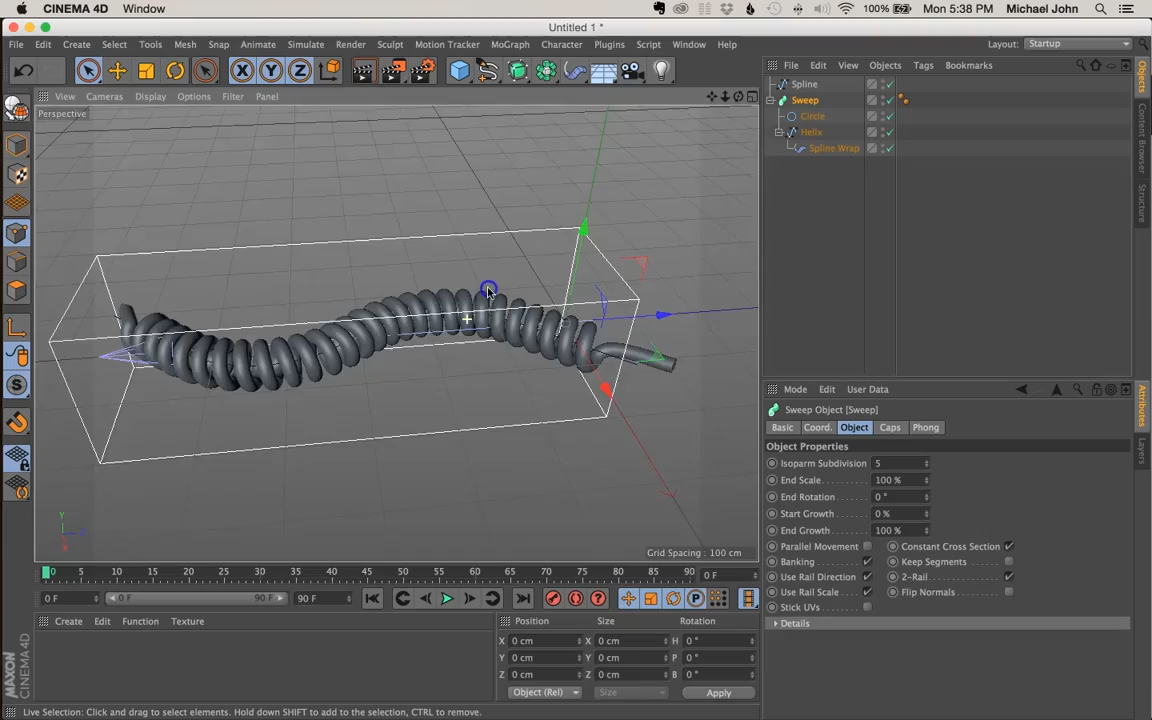 CINEMA 4D Window 100% Mon 5:38 PM Michael John
Untitled 1 *
File Edit Create Select Tools Mesh Snap Animate Simulate Render Sculpt Motion Tracker MoGraph Character Plugins Script Window Help Layout: Startup
X Y Z
File Edit View Objects Tags Bookmarks
View Cameras Display Options Filter Panel
Perspective
Spline
Sweep
Circle
Helix
Spline Wrap
Objects
Content Browser
Structure
Mode Edit User Data
Sweep Object [Sweep]
Basic Coord. Object Caps Phong
Object Properties
Isoparm Subdivision 5
End Scale 100 %
End Rotation 0 °
Start Growth 0 %
End Growth 100 %
Parallel Movement Constant Cross Section
Banking Keep Segments
Use Rail Direction 2-Rail
Use Rail Scale Flip Normals
Stick UVs
Details
Attributes
Layers
Y
X
Grid Spacing : 100 cm
0 5 10 15 20 25 30 35 40 45 50 55 60 65 70 75 80 85 90 0 F
0 F 0 F 90 F 90 F
Create Edit Function Texture
Position Size Rotation
X 0 cm X 0 cm H 0 °
Y 0 cm Y 0 cm P 0 °
Z 0 cm Z 0 cm B 0 °
Object (Rel) Size Apply
MAXON CINEMA 4D
Live Selection: Click and drag to select elements. Hold down SHIFT to add to the selection, CTRL to remove.